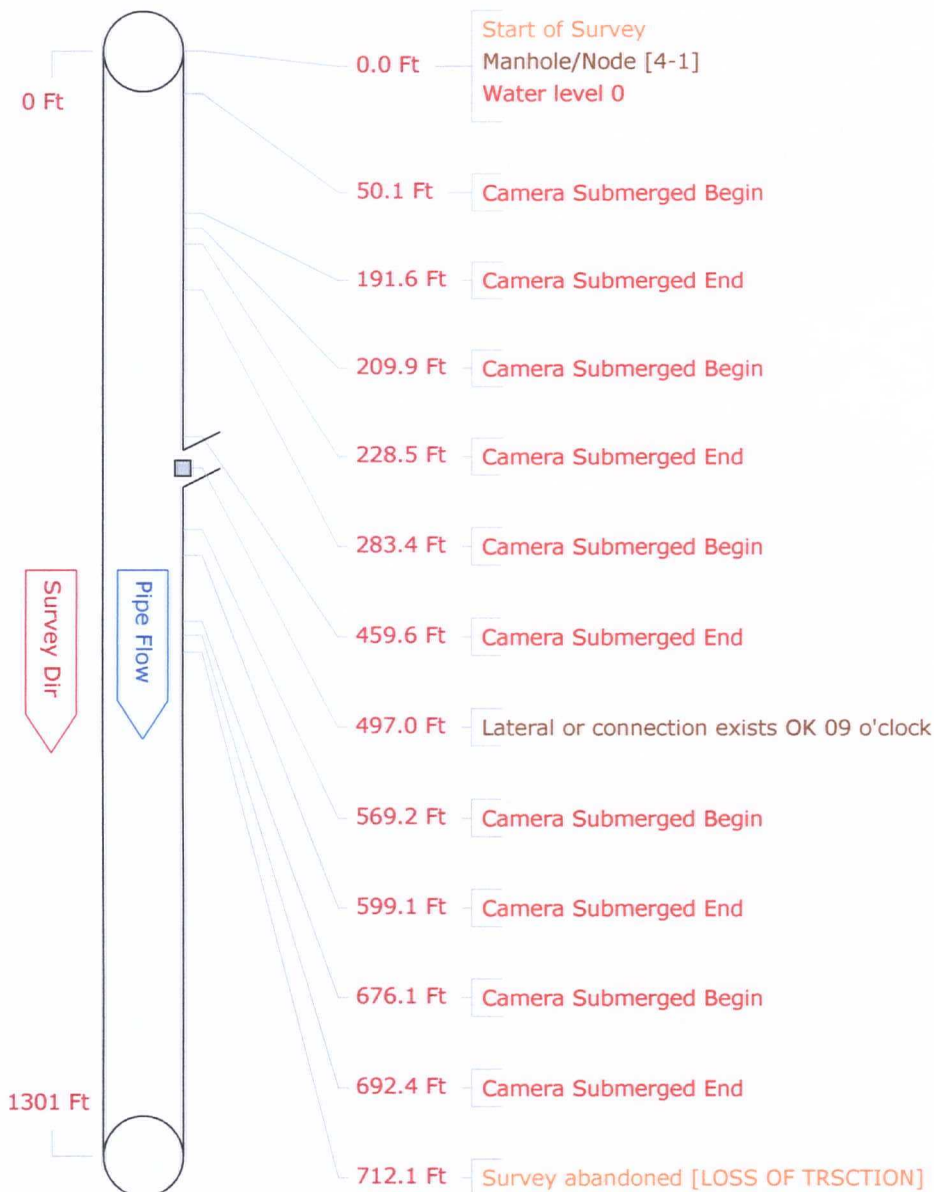 Start of Survey
0.0 Ft Manhole/Node [4-1]
Water level 0
0 Ft
50.1 Ft Camera Submerged Begin
191.6 Ft Camera Submerged End
209.9 Ft Camera Submerged Begin
228.5 Ft Camera Submerged End
283.4 Ft Camera Submerged Begin
Survey Dir
Pipe Flow
459.6 Ft Camera Submerged End
497.0 Ft Lateral or connection exists OK 09 o'clock
569.2 Ft Camera Submerged Begin
599.1 Ft Camera Submerged End
676.1 Ft Camera Submerged Begin
692.4 Ft Camera Submerged End
1301 Ft
712.1 Ft Survey abandoned [LOSS OF TRSCTION]